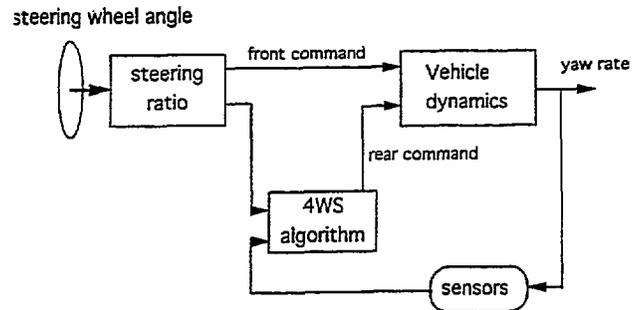 steering wheel angle
front command
steering
ratio
Vehicle
dynamics
yaw rate
rear command
4WS
algorithm
sensors